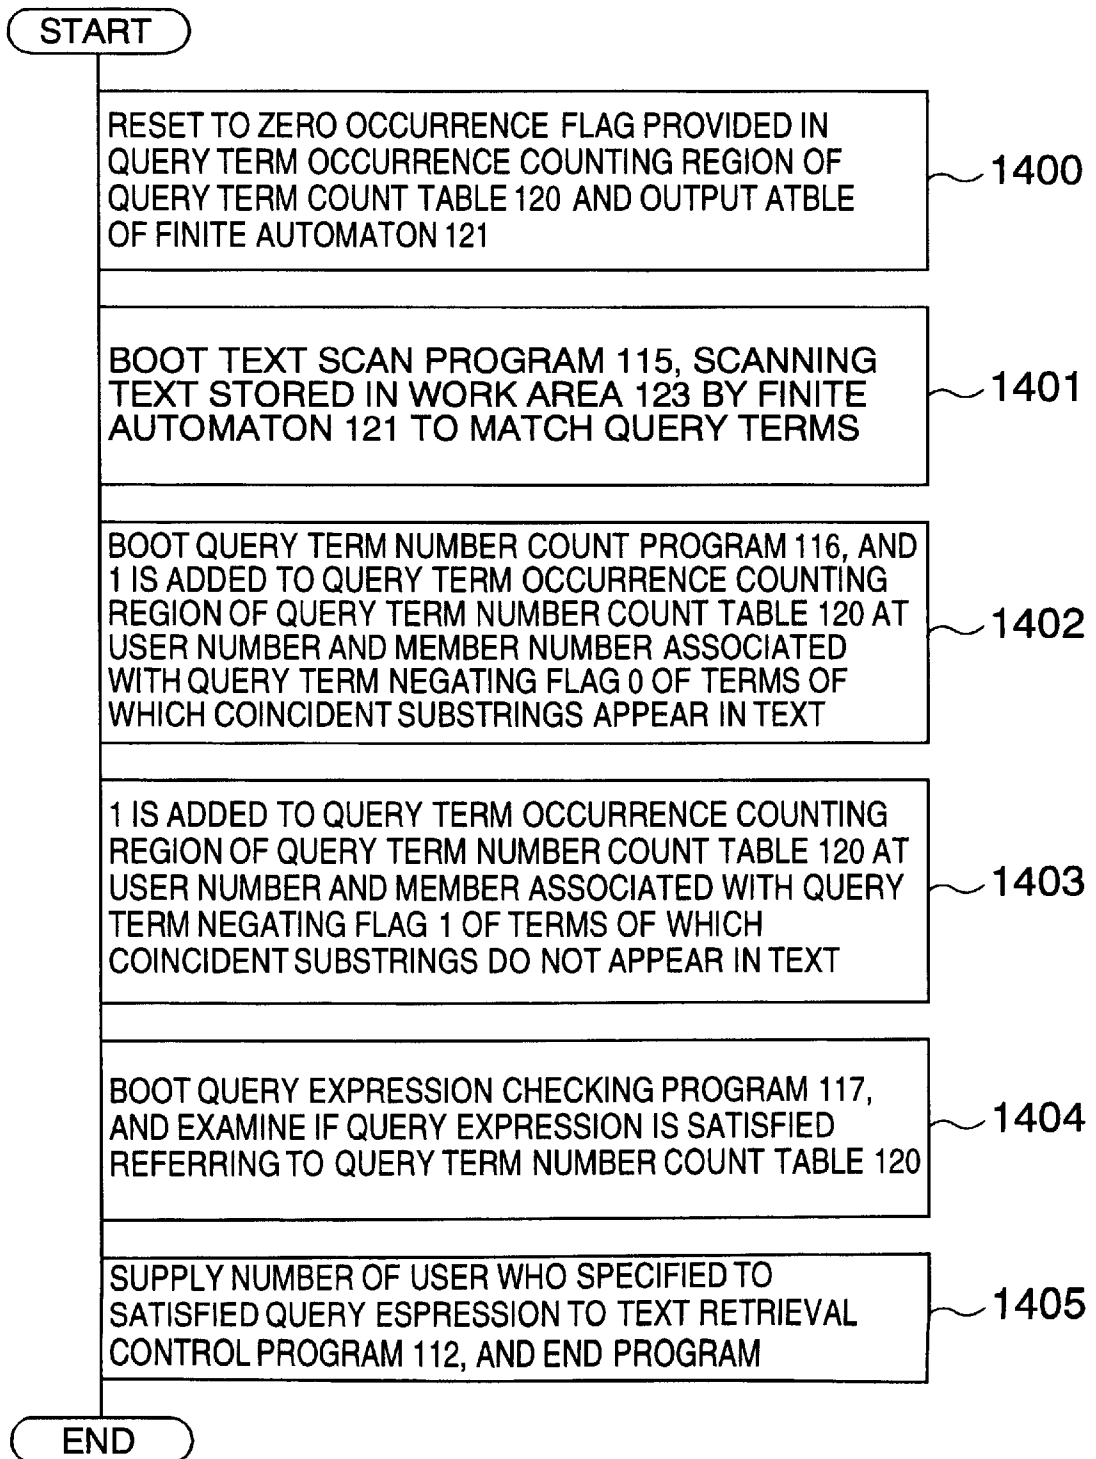 START
RESET TO ZERO OCCURRENCE FLAG PROVIDED IN
QUERY TERM OCCURRENCE COUNTING REGION OF
QUERY TERM COUNT TABLE 120 AND OUTPUT ATBLE
OF FINITE AUTOMATON 121
1400
BOOT TEXT SCAN PROGRAM 115, SCANNING
TEXT STORED IN WORK AREA 123 BY FINITE
AUTOMATON 121 TO MATCH QUERY TERMS
1401
BOOT QUERY TERM NUMBER COUNT PROGRAM 116, AND
1 IS ADDED TO QUERY TERM OCCURRENCE COUNTING
REGION OF QUERY TERM NUMBER COUNT TABLE 120 AT
USER NUMBER AND MEMBER NUMBER ASSOCIATED
WITH QUERY TERM NEGATING FLAG 0 OF TERMS OF
WHICH COINCIDENT SUBSTRINGS APPEAR IN TEXT
1402
1 IS ADDED TO QUERY TERM OCCURRENCE COUNTING
REGION OF QUERY TERM NUMBER COUNT TABLE 120 AT
USER NUMBER AND MEMBER ASSOCIATED WITH QUERY
TERM NEGATING FLAG 1 OF TERMS OF WHICH
COINCIDENT SUBSTRINGS DO NOT APPEAR IN TEXT
1403
BOOT QUERY EXPRESSION CHECKING PROGRAM 117,
AND EXAMINE IF QUERY EXPRESSION IS SATISFIED
REFERRING TO QUERY TERM NUMBER COUNT TABLE 120
1404
SUPPLY NUMBER OF USER WHO SPECIFIED TO
SATISFIED QUERY ESPRESSION TO TEXT RETRIEVAL
CONTROL PROGRAM 112, AND END PROGRAM
1405
END